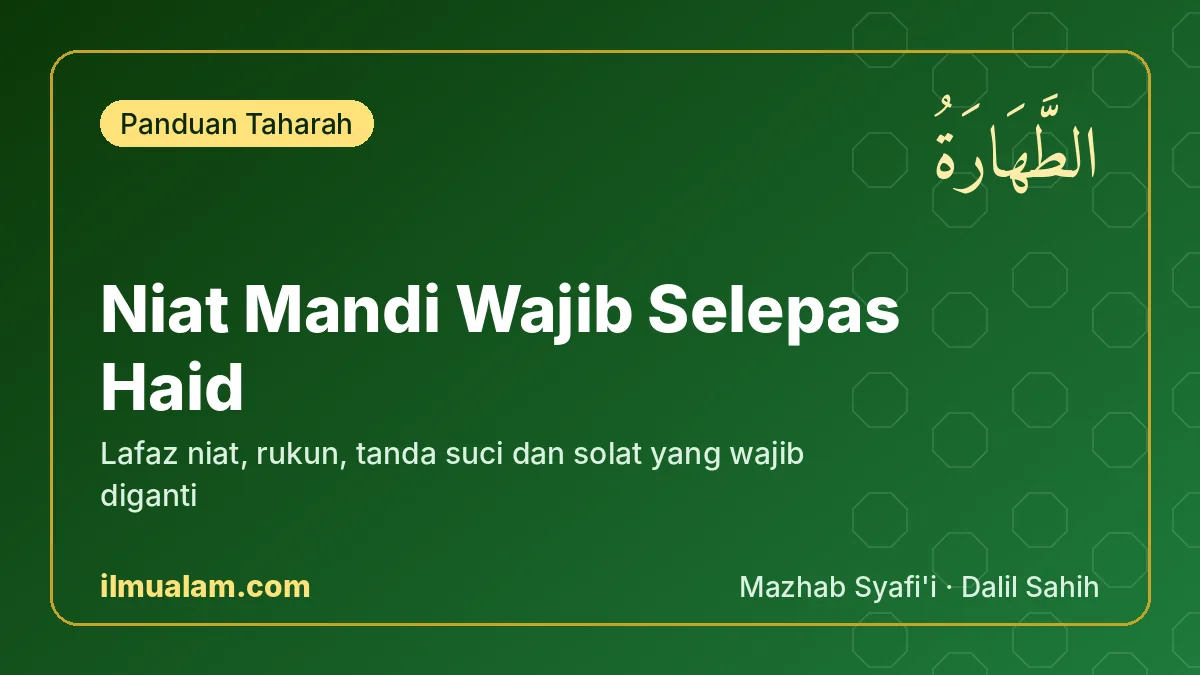 Panduan Taharah
الطَّهَارَةُ
Niat Mandi Wajib Selepas
Haid
Lafaz niat, rukun, tanda suci dan solat yang wajib
diganti
ilmualam.com
Mazhab Syafi'i · Dalil Sahih